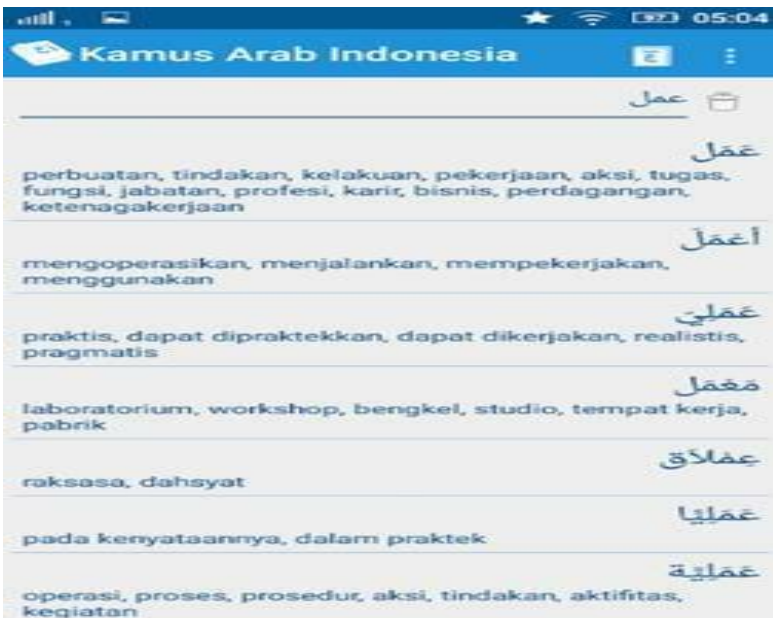 97 05:04
Kamus Arab Indonesia
عمل
عَمَل
perbuatan, tindakan, kelakuan, pekerjaan, aksi, tugas,
fungsi, jabatan, profesi, karir, bisnis, perdagangan,
ketenagakerjaan
أَعْمَلَ
mengoperasikan, menjalankan, mempekerjakan,
menggunakan
عَمَلِيّ
praktis, dapat dipraktekkan, dapat dikerjakan, realistis,
pragmatis
مَعْمَل
laboratorium, workshop, bengkel, studio, tempat kerja,
pabrik
عِمْلَاق
raksasa, dahsyat
عَمَلِيًّا
pada kenyataannya, dalam praktek
عَمَلِيَّة
operasi, proses, prosedur, aksi, tindakan, aktifitas,
kegiatan